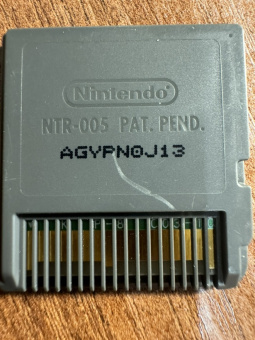 Nintendo
NTR-005 PAT. PEND.
AGYPN0J13